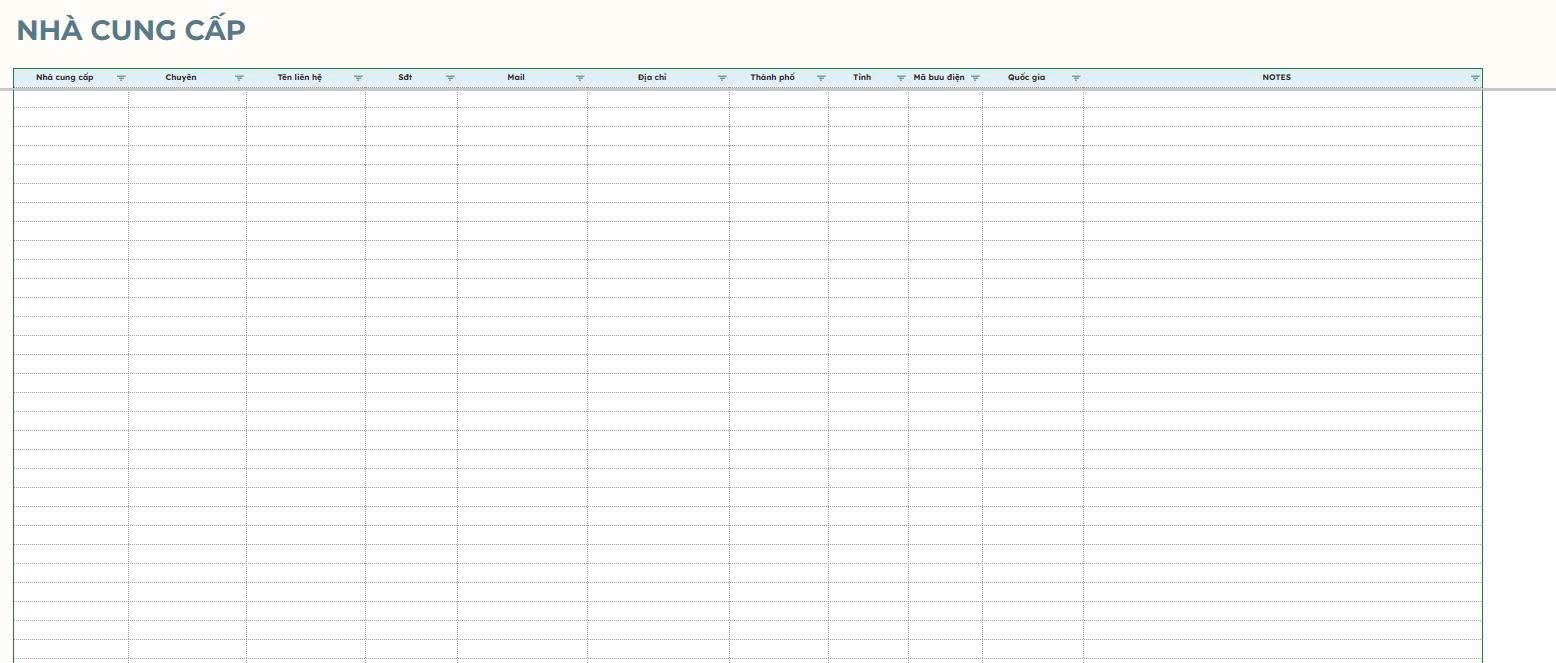 NHÀ CUNG CẤP
Nhà cung cấp Chuyên Tên liên hệ Sđt Mail Địa chỉ Thành phố Tỉnh Mã bưu điện Quốc gia NOTES